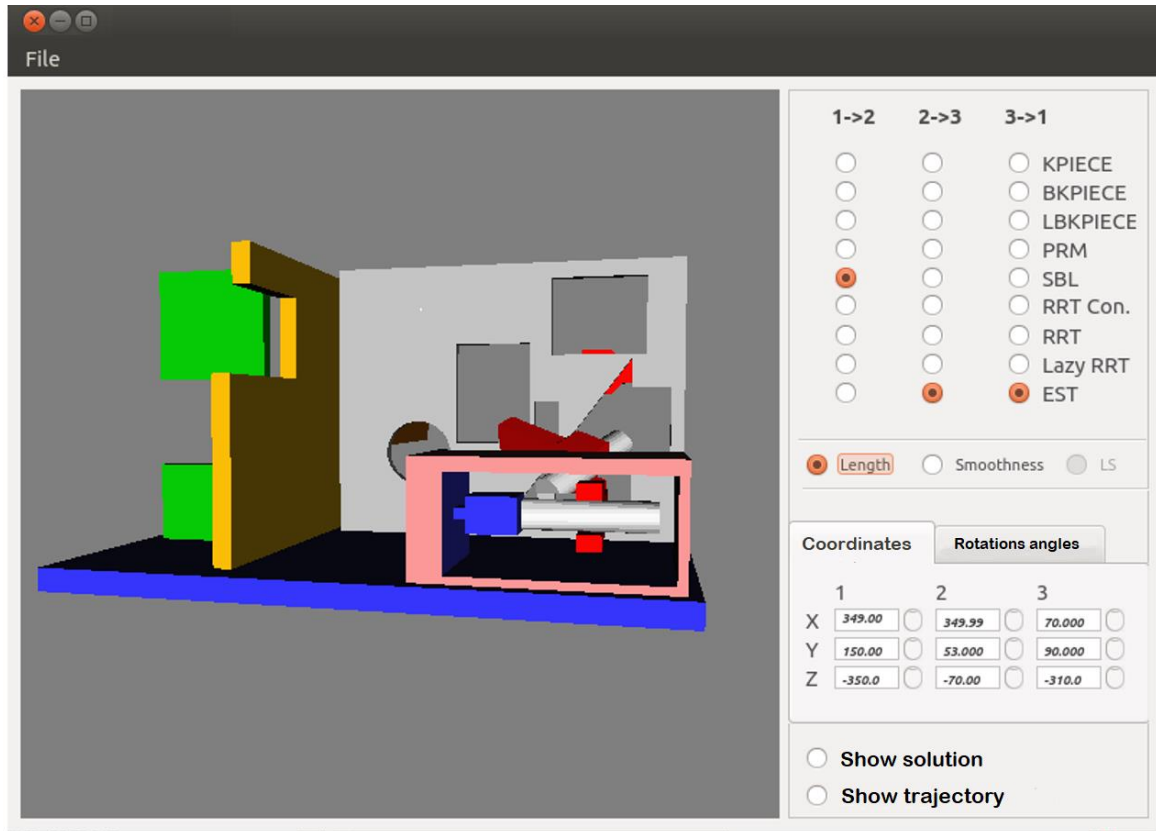 File
1->2 2->3 3->1
KPIECE
BKPIECE
LBKPIECE
PRM
SBL
RRT Con.
RRT
Lazy RRT
EST
Length Smoothness LS
Coordinates Rotations angles
1 2 3
X 349.00 349.99 70.000
Y 150.00 53.000 90.000
Z -350.0 -70.00 -310.0
Show solution
Show trajectory